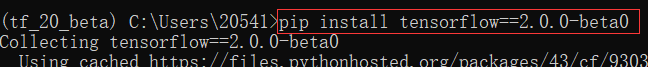 (tf_20_beta) C:\Users\20541>pip install tensorflow==2.0.0-beta0
Collecting tensorflow==2.0.0-beta0
Using cached https://files.pythonhosted.org/packages/43/cf/9303